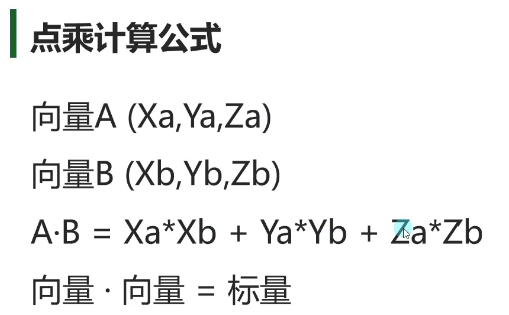 点乘计算公式
向量A (Xa,Ya,Za)
向量B (Xb,Yb,Zb)
A·B = Xa*Xb + Ya*Yb + Za*Zb
向量 · 向量 = 标量